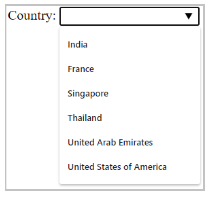 Country:
India
France
Singapore
Thailand
United Arab Emirates
United States of America